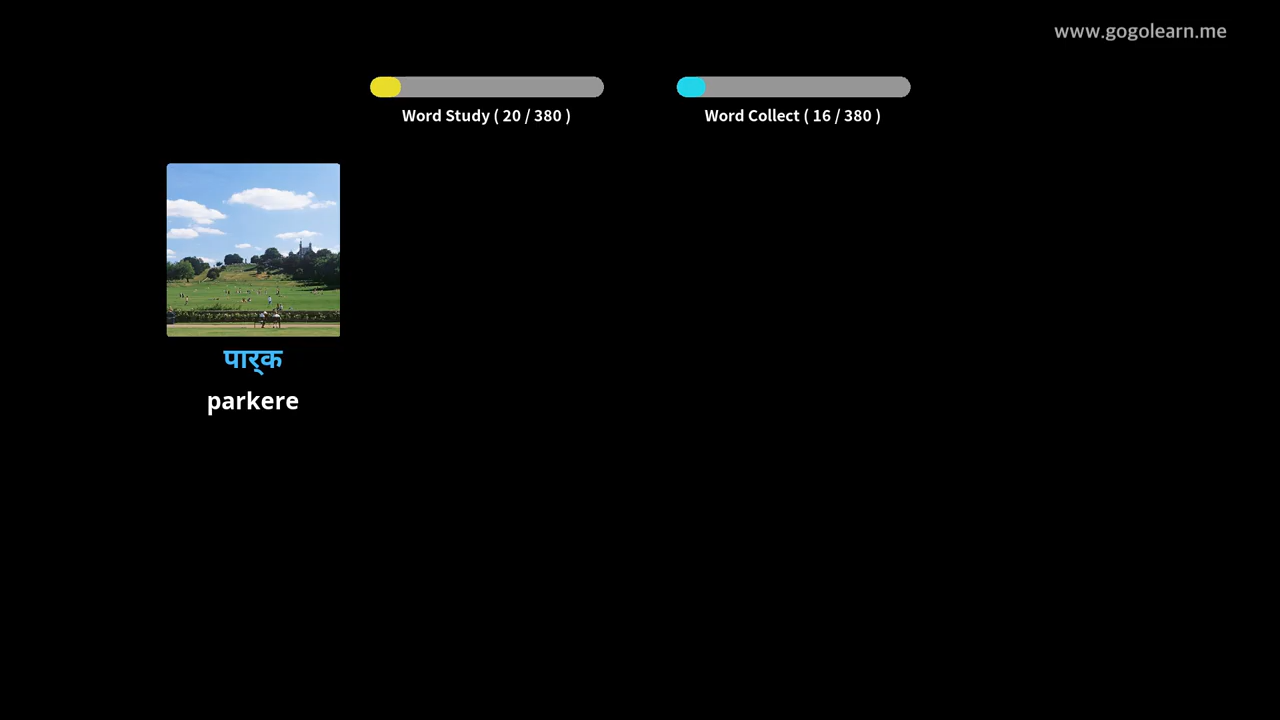 www.gogolearn.me
Word Study ( 20 / 380 )
Word Collect ( 16 / 380 )
पार्‌क
parkere